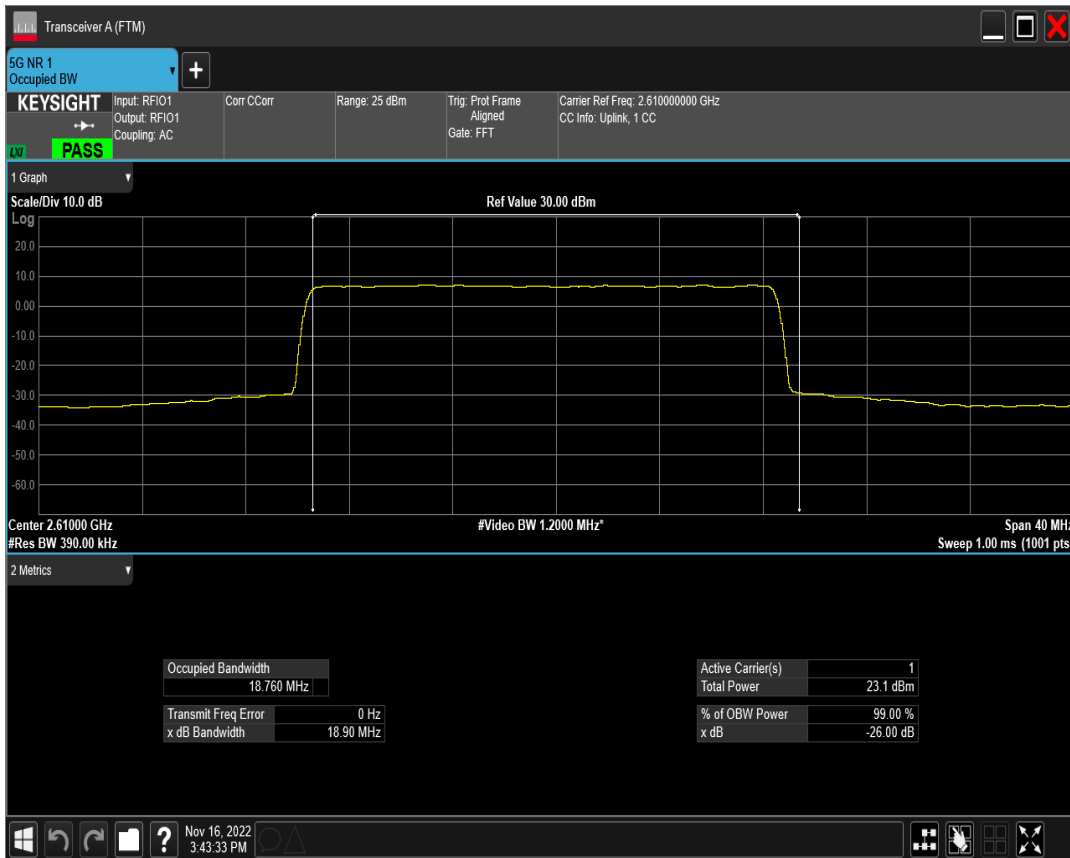 Transceiver A (FTM)
5G NR 1
Occupied BW
+
KEYSIGHT
LXI
PASS
Input: RFIO1
Output: RFIO1
Coupling: AC
Corr CCorr
Range: 25 dBm
Trig: Prot Frame
Aligned
Gate: FFT
Carrier Ref Freq: 2.610000000 GHz
CC Info: Uplink, 1 CC
1 Graph
Scale/Div 10.0 dB
Ref Value 30.00 dBm
Log
20.0
10.0
0.00
-10.0
-20.0
-30.0
-40.0
-50.0
-60.0
Center 2.61000 GHz
#Video BW 1.2000 MHz*
Span 40 MHz
#Res BW 390.00 kHz
Sweep 1.00 ms (1001 pts
2 Metrics
Occupied Bandwidth
18.760 MHz
Transmit Freq Error 0 Hz
x dB Bandwidth 18.90 MHz
Active Carrier(s) 1
Total Power 23.1 dBm
% of OBW Power 99.00 %
x dB -26.00 dB
?
Nov 16, 2022
3:43:33 PM